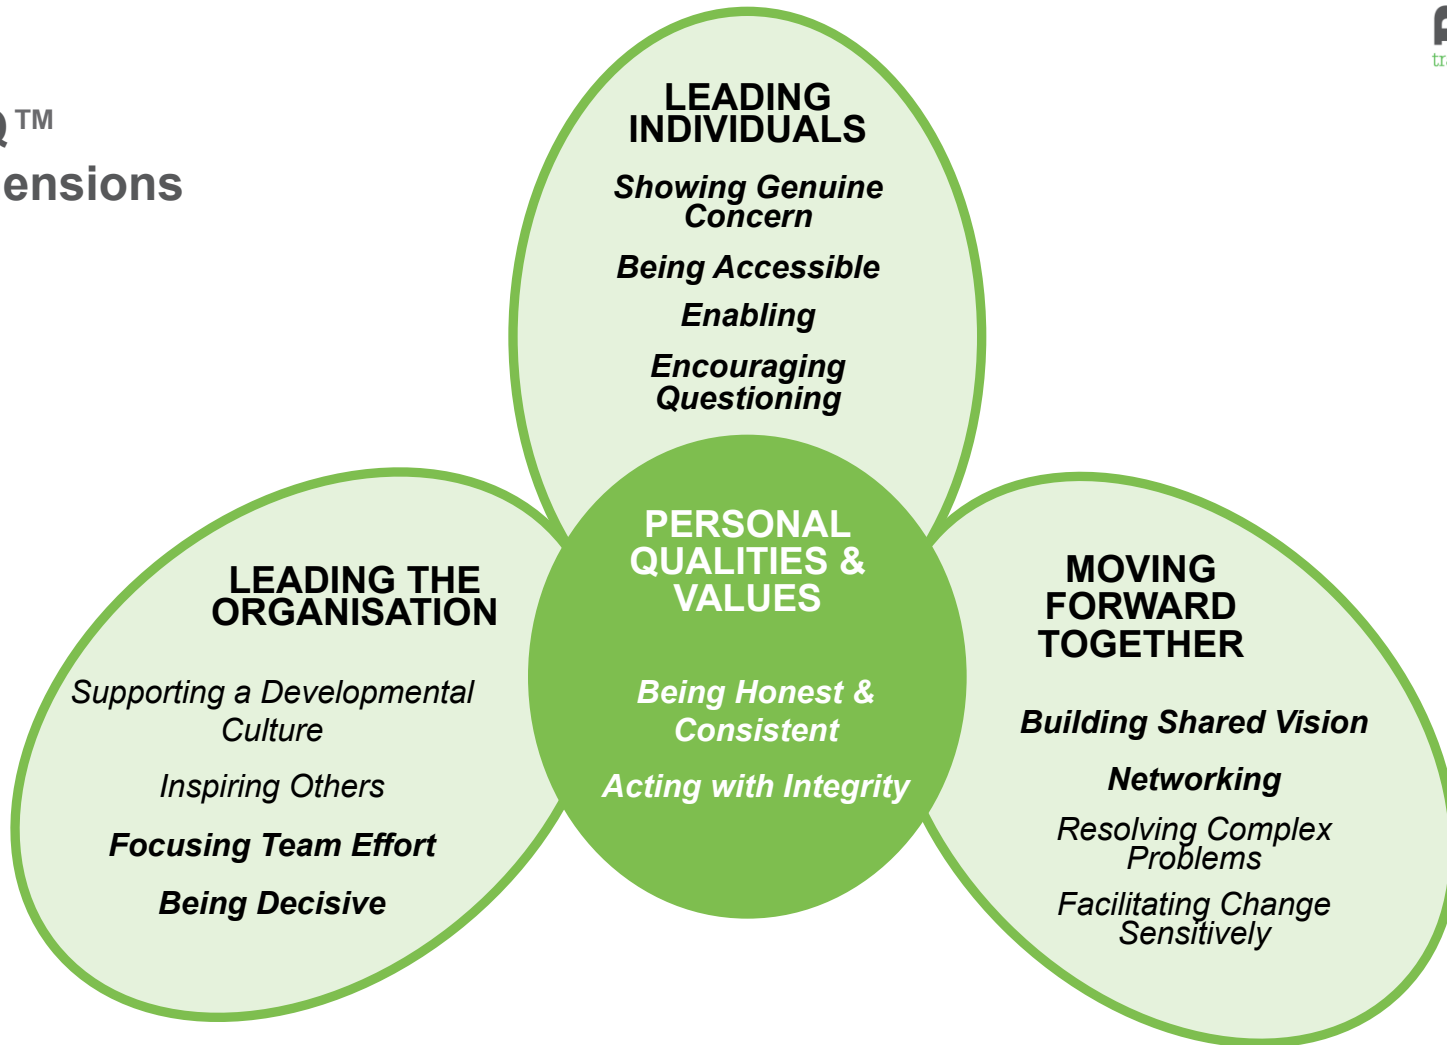 TM
ensions
LEADING
INDIVIDUALS
Showing Genuine
Concern
Being Accessible
Enabling
Encouraging
Questioning
PERSONAL
QUALITIES &
VALUES
Being Honest &
Consistent
Acting with Integrity
LEADING THE
ORGANISATION
Supporting a Developmental
Culture
Inspiring Others
Focusing Team Effort
Being Decisive
MOVING
FORWARD
TOGETHER
Building Shared Vision
Networking
Resolving Complex
Problems
Facilitating Change
Sensitively